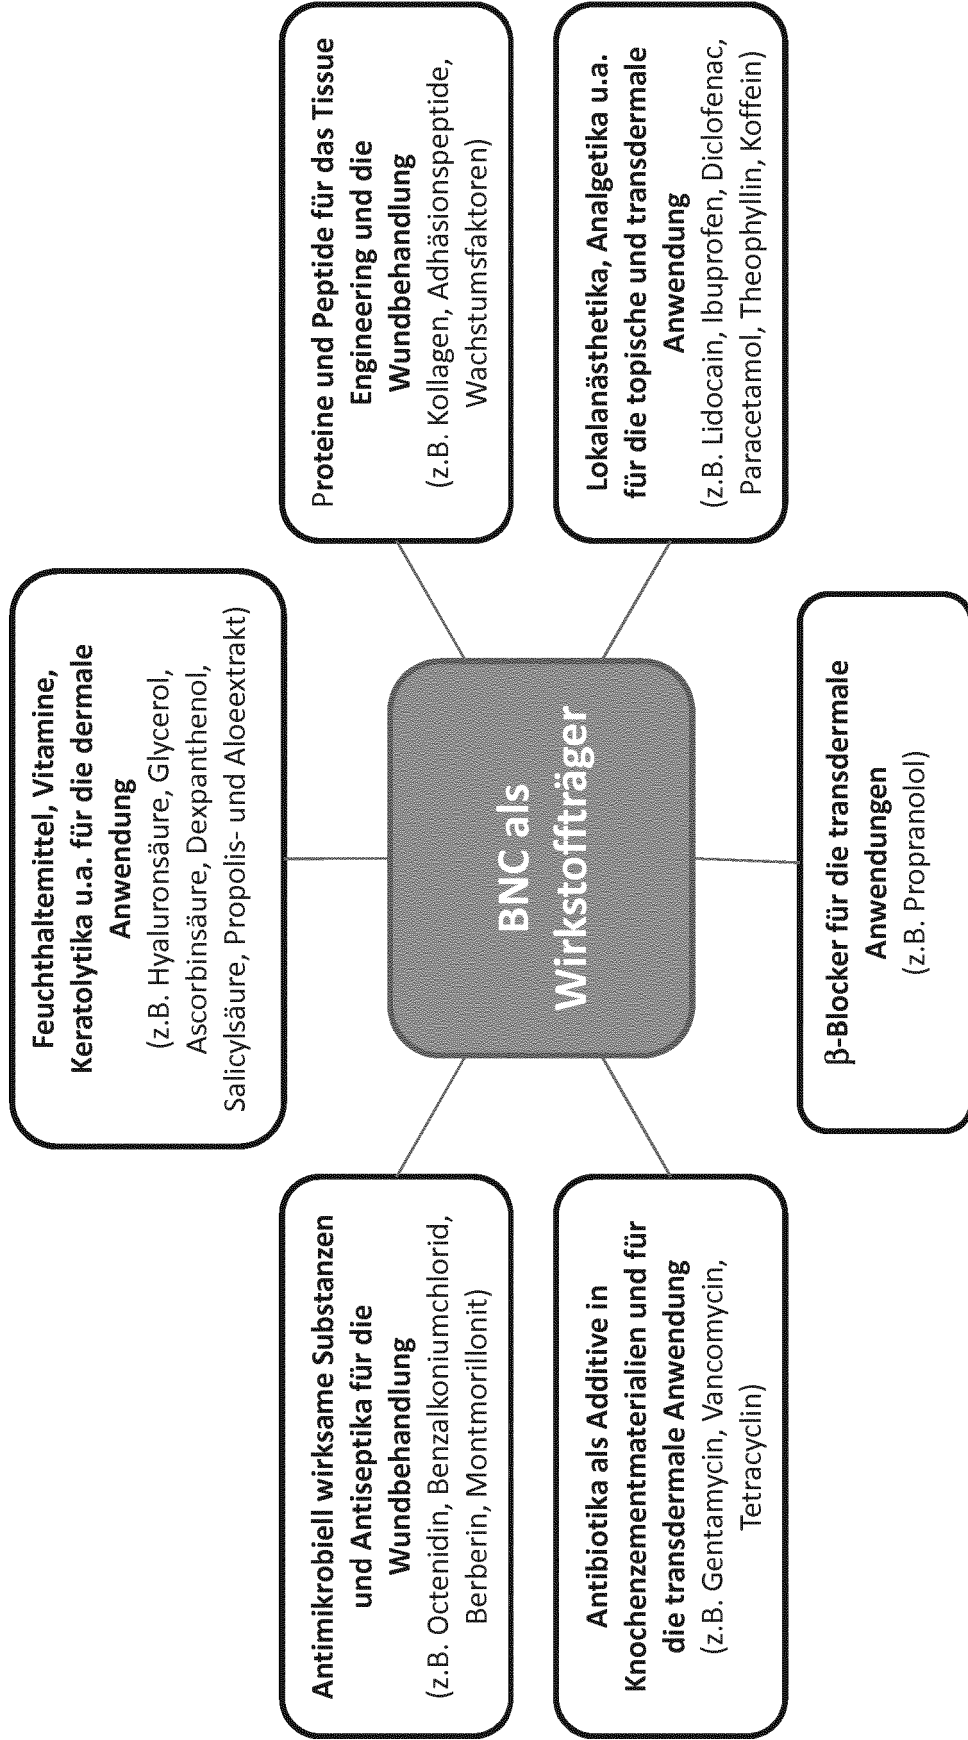 Feuchthaltemittel, Vitamine,
Keratolytika u.a. für die dermale
Anwendung
(z.B. Hyaluronsäure, Glycerol,
Ascorbinsäure, Dexpanthenol,
Salicylsäure, Propolis- und Aloeextrakt)
Antimikrobiell wirksame Substanzen
und Antiseptika für die
Wundbehandlung
(z.B. Octenidin, Benzalkoniumchlorid,
Berberin, Montmorillonit)
Proteine und Peptide für das Tissue
Engineering und die
Wundbehandlung
(z.B. Kollagen, Adhäsionspeptide,
Wachstumsfaktoren)
BNC als
Wirkstoffträger
Antibiotika als Additive in
Knochenzementmaterialien und für
die transdermale Anwendung
(z.B. Gentamycin, Vancomycin,
Tetracyclin)
Lokalanästhetika, Analgetika u.a.
für die topische und transdermale
Anwendung
(z.B. Lidocain, Ibuprofen, Diclofenac,
Paracetamol, Theophyllin, Koffein)
β-Blocker für die transdermale
Anwendungen
(z.B. Propranolol)